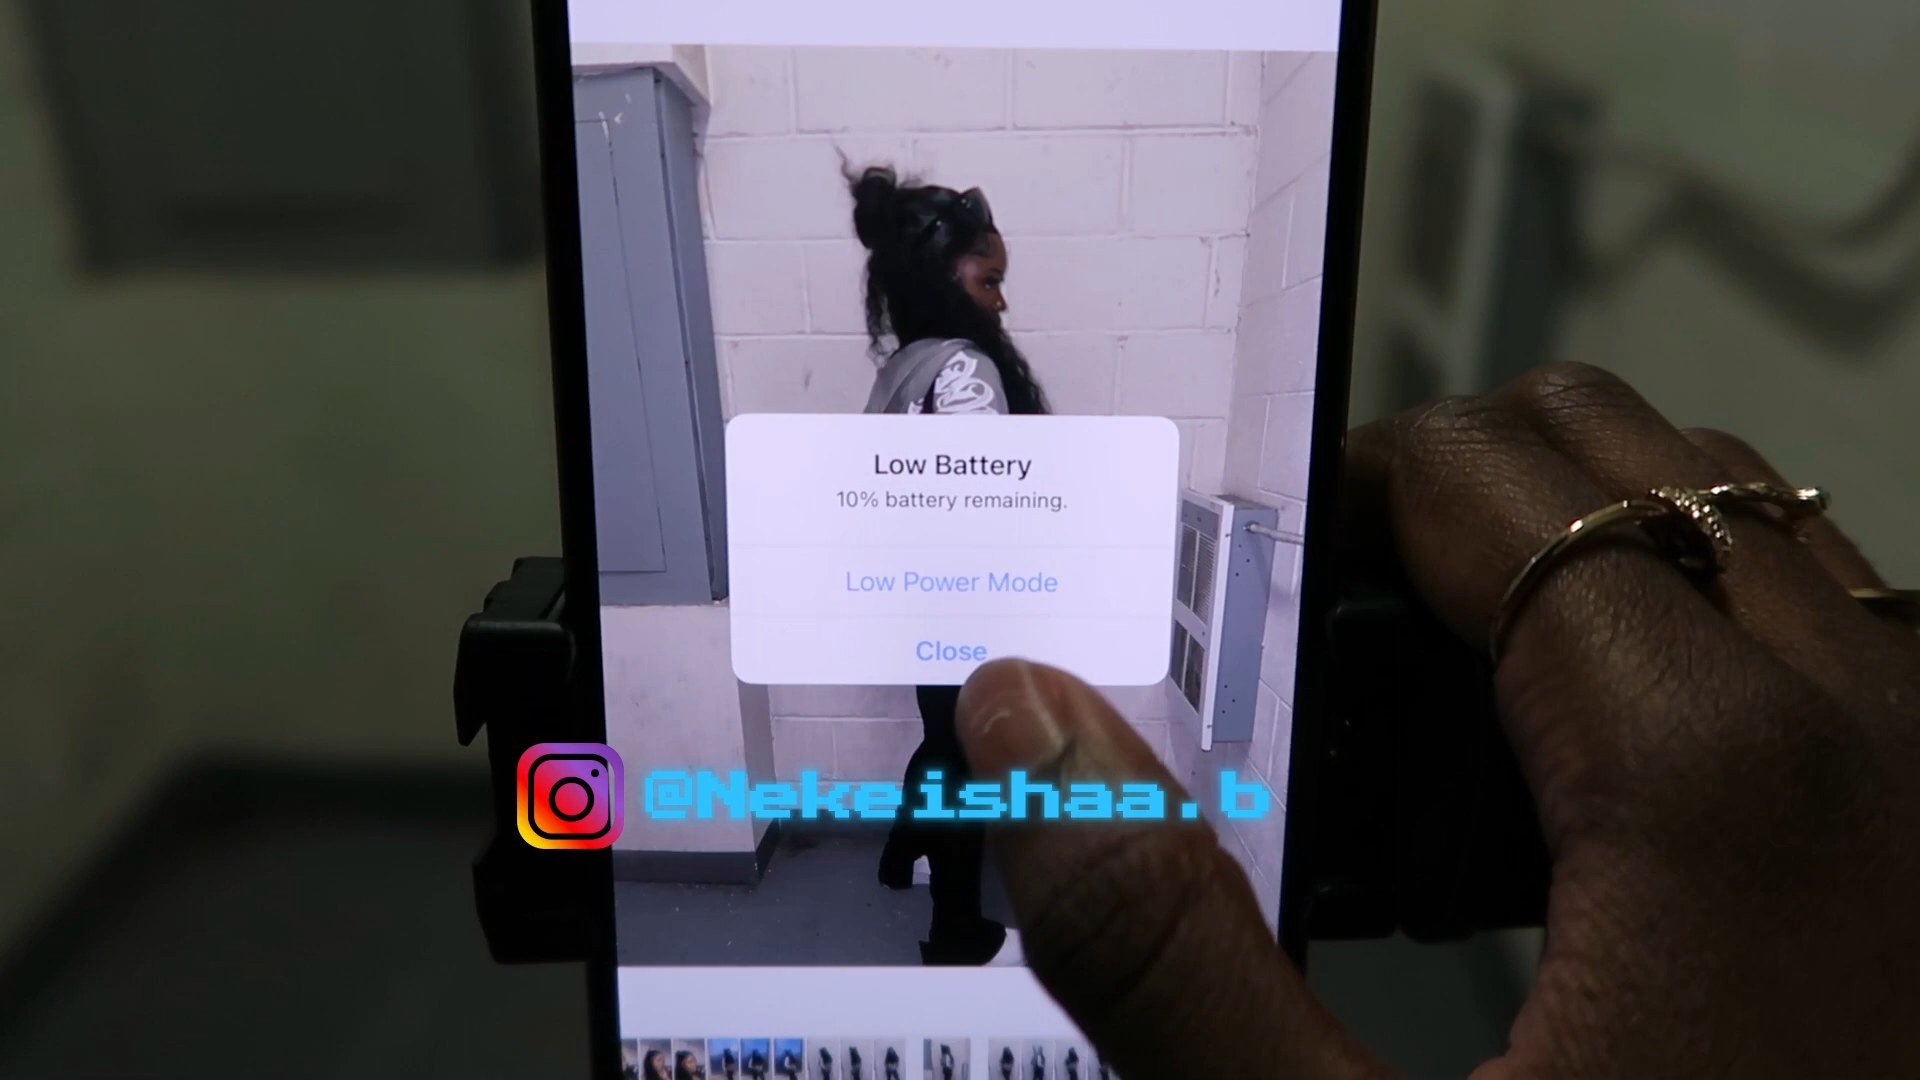 Low Battery
10% battery remaining.
Low Power Mode
Close
@Nekeishaa.b